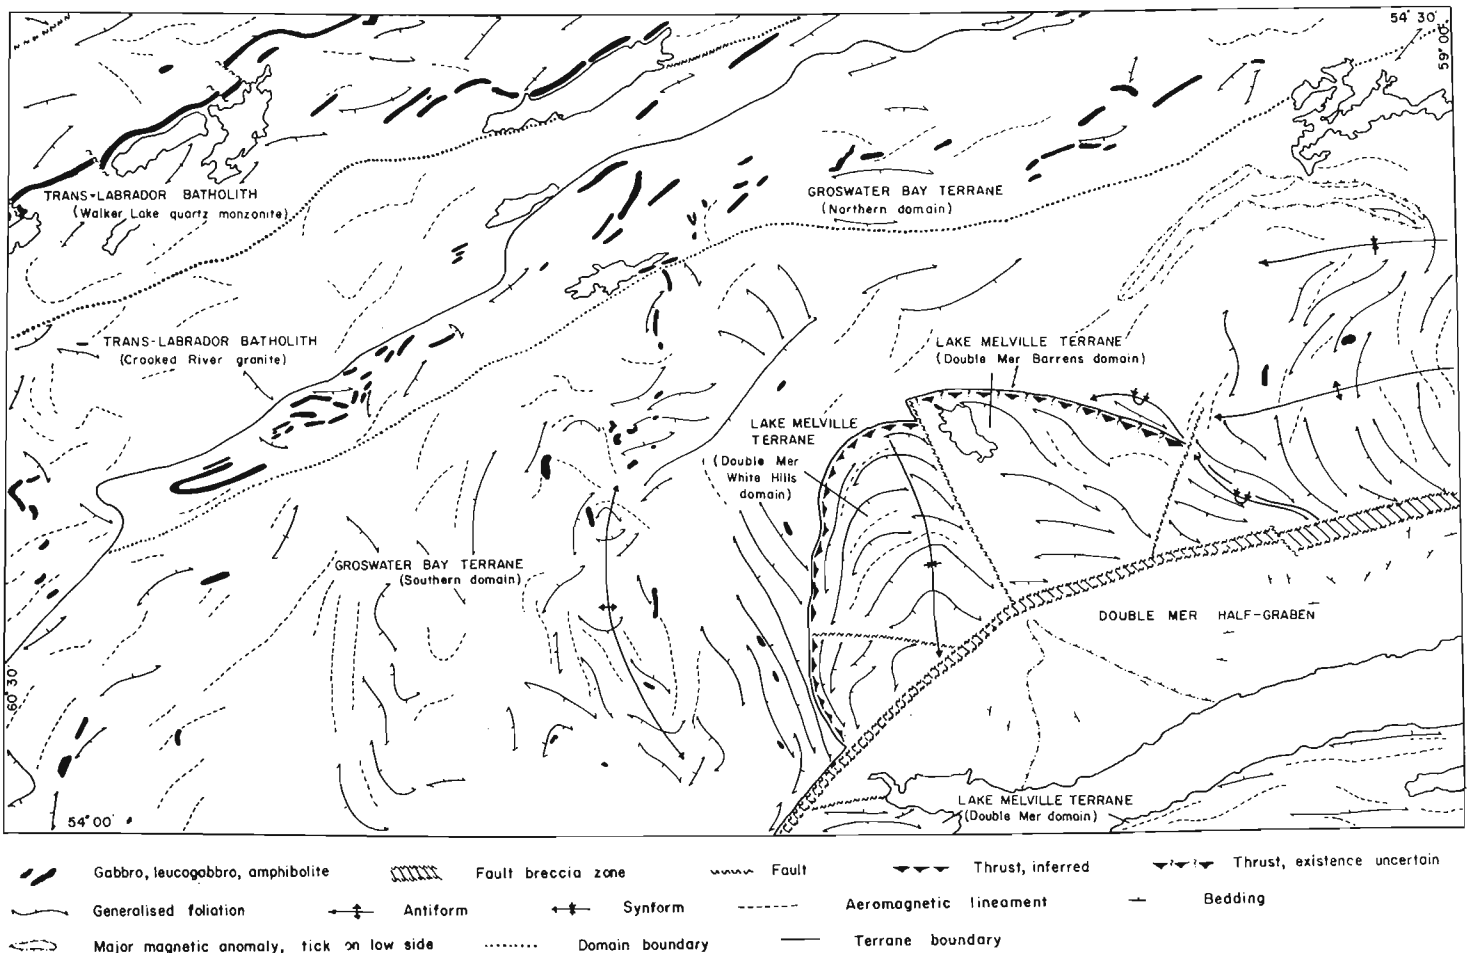 54° 30'
59° 00'
TRANS-LABRADOR BATHOLITH
(Walker Lake quartz monzonite)
GROSWATER BAY TERRANE
(Northern domain)
TRANS-LABRADOR BATHOLITH
(Crooked River granite)
LAKE MELVILLE TERRANE
(Double Mer Barrens domain)
LAKE MELVILLE
TERRANE
(Double Mer
White Hills
domain)
GROSWATER BAY TERRANE
(Southern domain)
DOUBLE MER HALF-GRABEN
60° 30'
LAKE MELVILLE TERRANE
(Double Mer domain)
54° 00'
Gabbro, leucogabbro, amphibolite
Fault breccia zone
Fault
Thrust, inferred
Thrust, existence uncertain
Generalised foliation
Antiform
Synform
Aeromagnetic lineament
Bedding
Major magnetic anomaly, tick on low side
Domain boundary
Terrane boundary